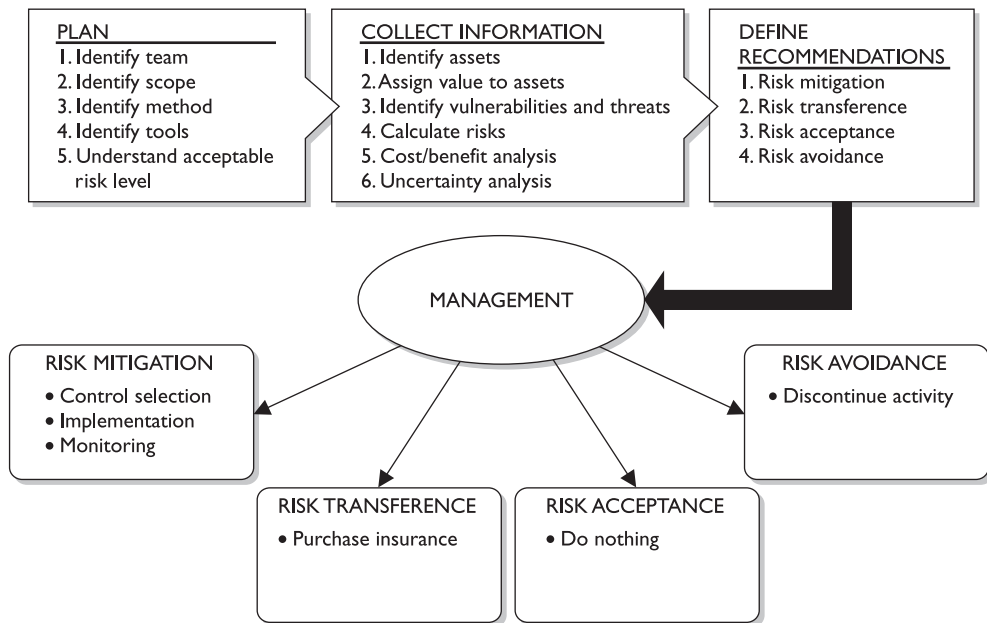 PLAN
1. Identify team
2. Identify scope
3. Identify method
4. Identify tools
5. Understand acceptable
risk level
COLLECT INFORMATION
1. Identify assets
2. Assign value to assets
3. Identify vulnerabilities and threats
4. Calculate risks
5. Cost/benefit analysis
6. Uncertainty analysis
DEFINE
RECOMMENDATIONS
1. Risk mitigation
2. Risk transference
3. Risk acceptance
4. Risk avoidance
MANAGEMENT
RISK MITIGATION
• Control selection
• Implementation
• Monitoring
RISK TRANSFERENCE
• Purchase insurance
RISK ACCEPTANCE
• Do nothing
RISK AVOIDANCE
• Discontinue activity